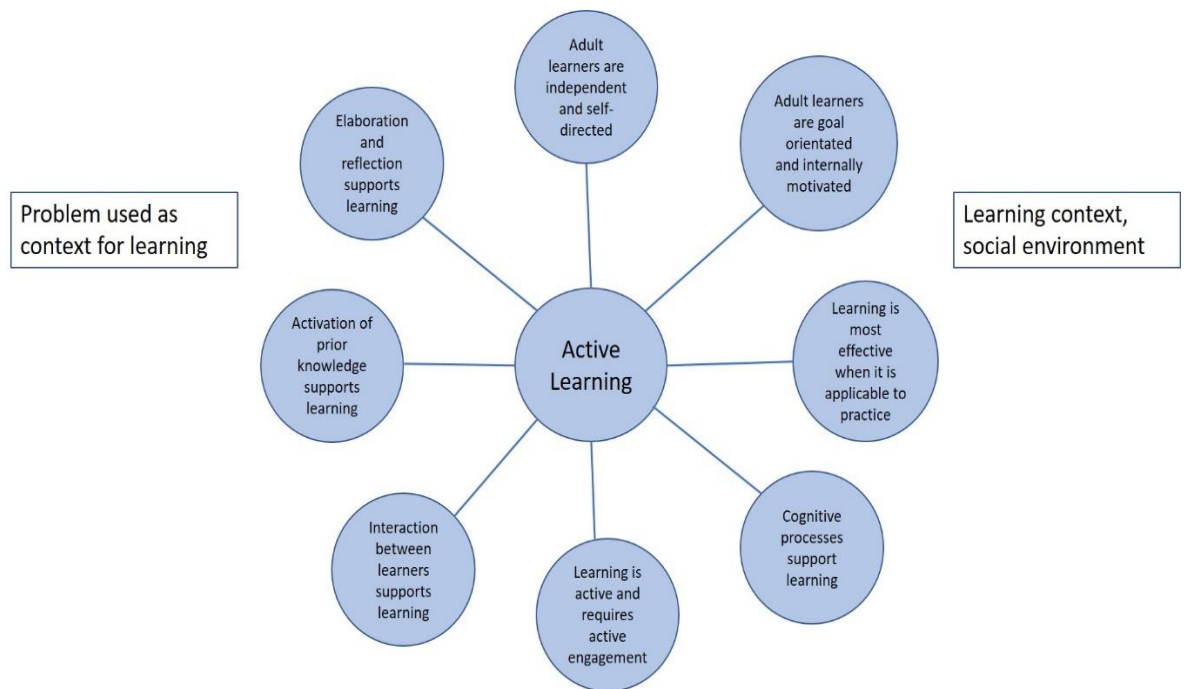 Adult
learners are
independent
and self-
directed
Adult learners
are goal
orientated
and internally
motivated
Elaboration
and
reflection
supports
learning
Problem used as
context for learning
Learning context,
social environment
Learning is
most
effective
when it is
applicable to
practice
Activation of
prior
knowledge
supports
learning
Active
Learning
Cognitive
processes
support
learning
Interaction
between
learners
supports
learning
Learning is
active and
requires
active
engagement